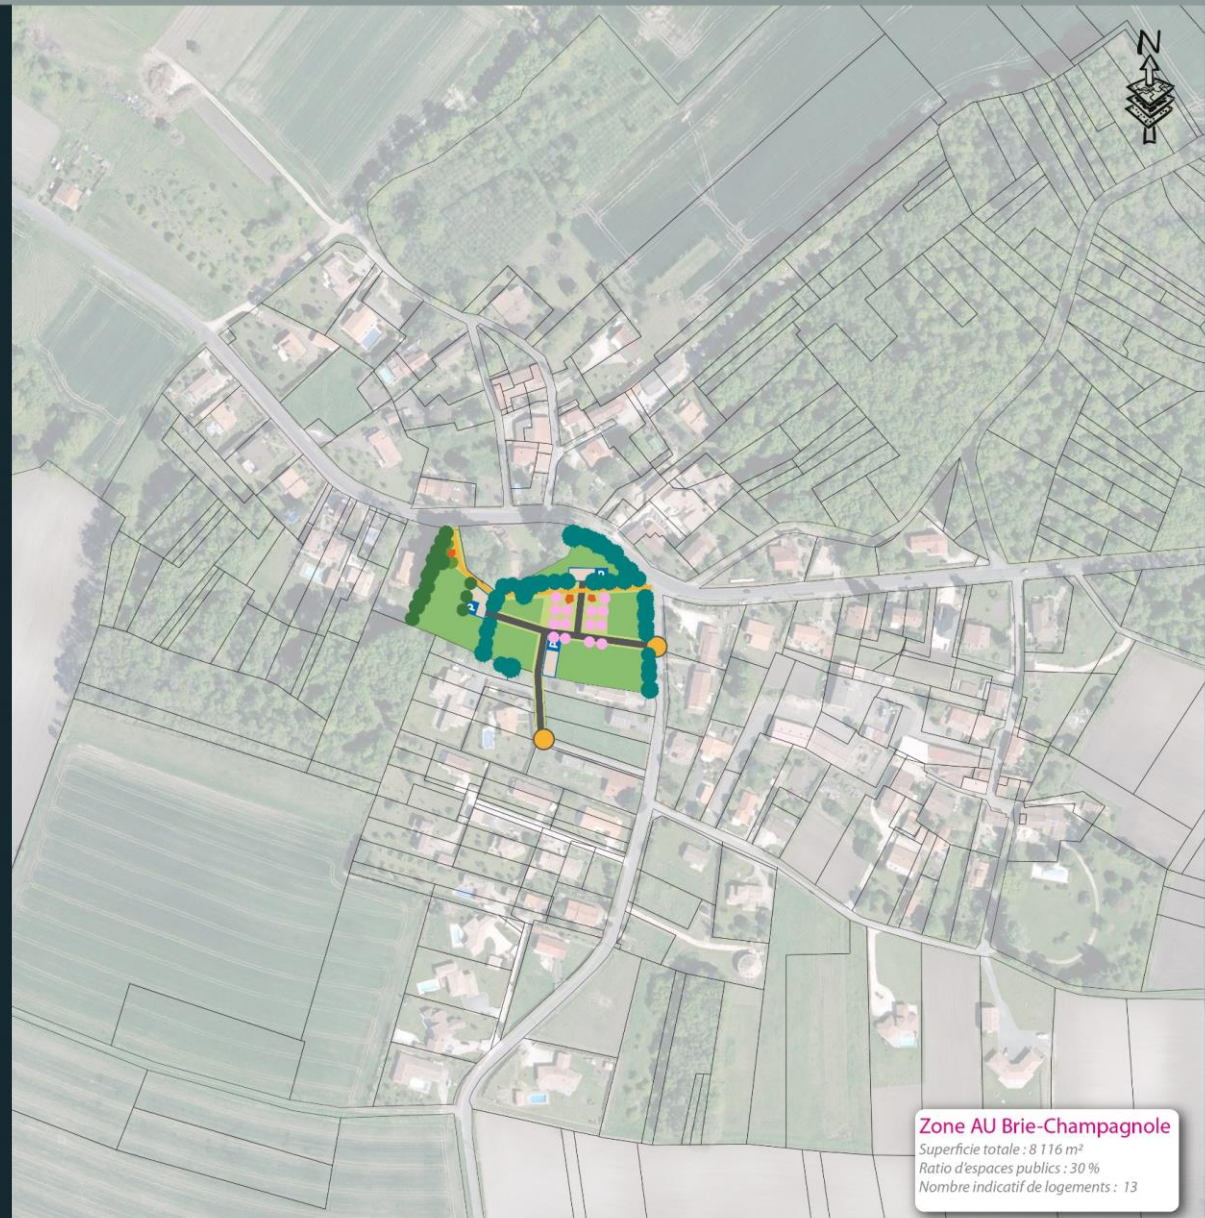 N
P
P
P
Zone AU Brie-Champagnole
Superficie totale : 8 116 m²
Ratio d'espaces publics : 30 %
Nombre indicatif de logements : 13